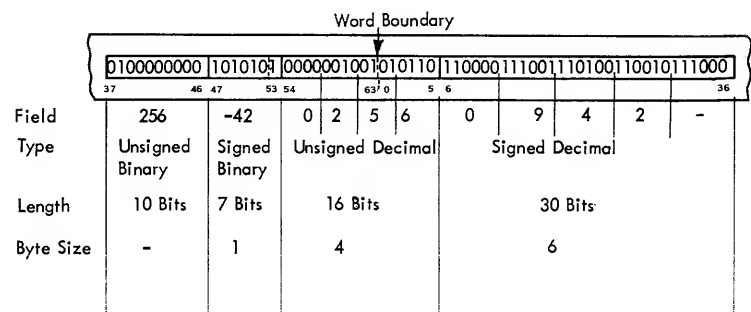 Word Boundary
0100000000 1010101 0000001001 010110 110000 111001 110100 110010 111000
37 46 47 53 54 63 0 5 6 36
Field 256 -42 0 2 5 6 0 9 4 2 -
Type Unsigned Signed Unsigned Decimal Signed Decimal
Binary Binary
Length 10 Bits 7 Bits 16 Bits 30 Bits
Byte Size - 1 4 6